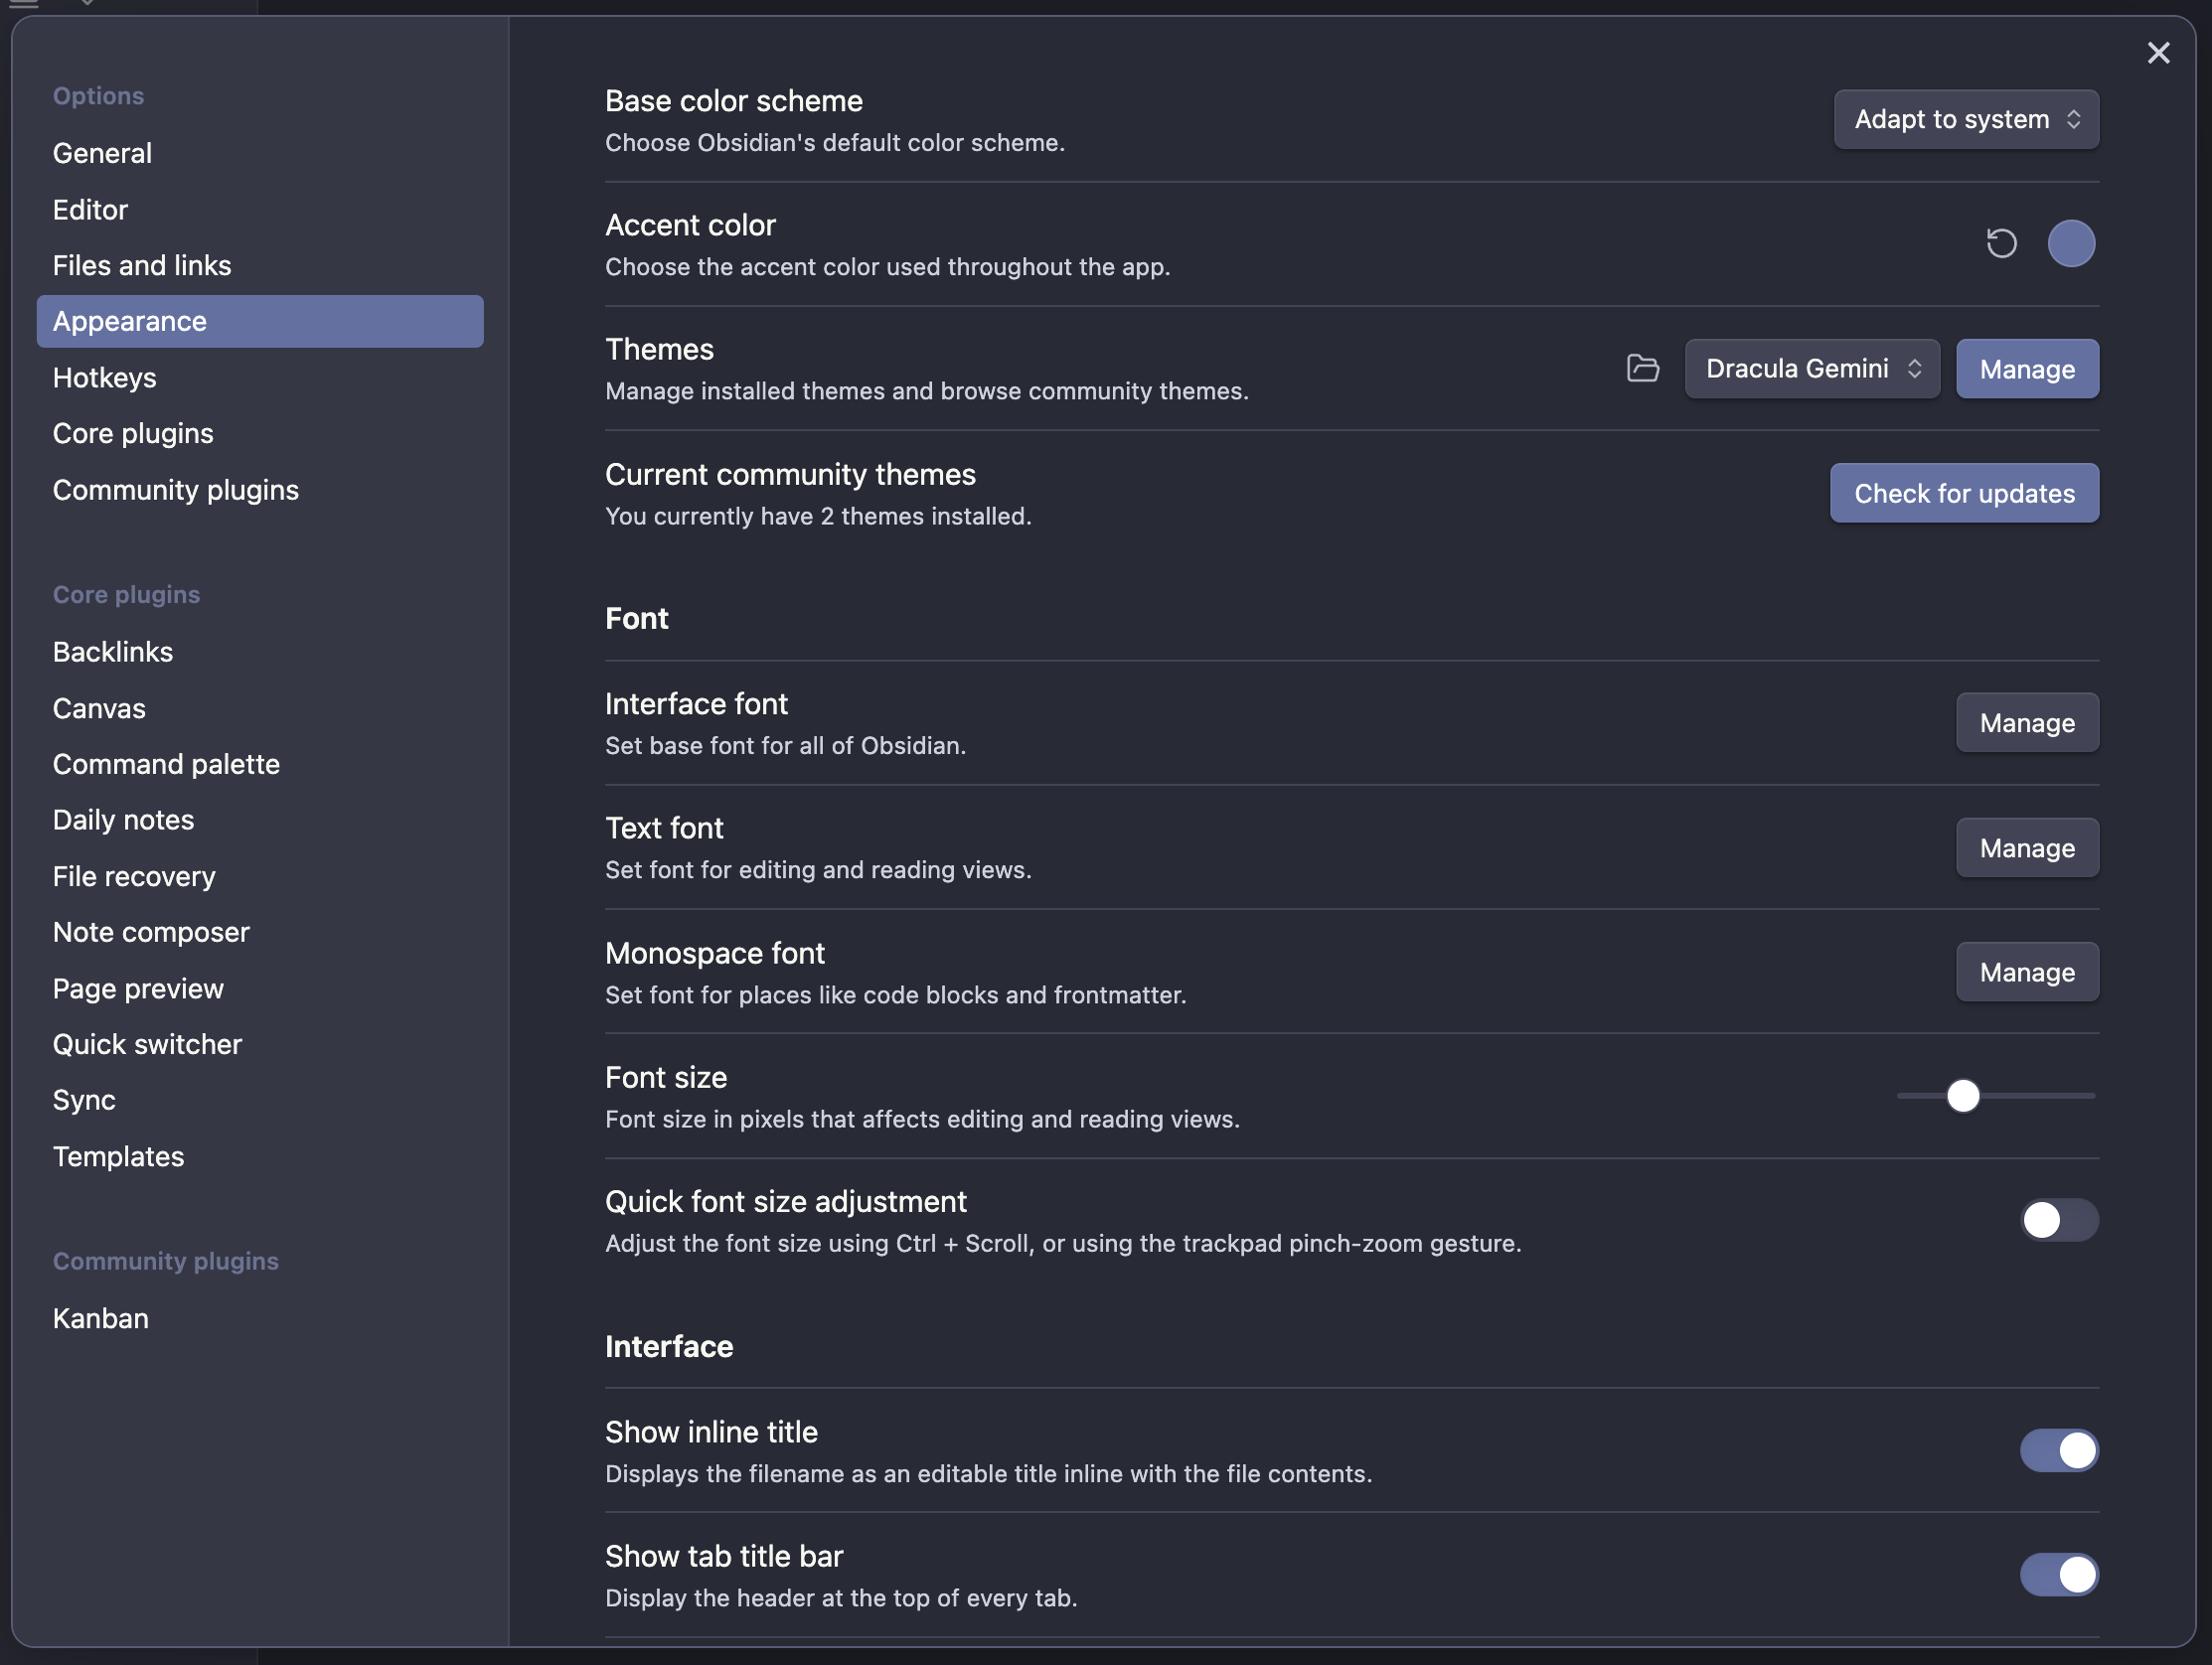 Options
General
Editor
Files and links
Appearance
Hotkeys
Core plugins
Community plugins
Core plugins
Backlinks
Canvas
Command palette
Daily notes
File recovery
Note composer
Page preview
Quick switcher
Sync
Templates
Community plugins
Kanban
Base color scheme
Choose Obsidian's default color scheme.
Adapt to system
Accent color
Choose the accent color used throughout the app.
Themes
Manage installed themes and browse community themes.
Dracula Gemini
Manage
Current community themes
You currently have 2 themes installed.
Check for updates
Font
Interface font
Set base font for all of Obsidian.
Manage
Text font
Set font for editing and reading views.
Manage
Monospace font
Set font for places like code blocks and frontmatter.
Manage
Font size
Font size in pixels that affects editing and reading views.
Quick font size adjustment
Adjust the font size using Ctrl + Scroll, or using the trackpad pinch-zoom gesture.
Interface
Show inline title
Displays the filename as an editable title inline with the file contents.
Show tab title bar
Display the header at the top of every tab.